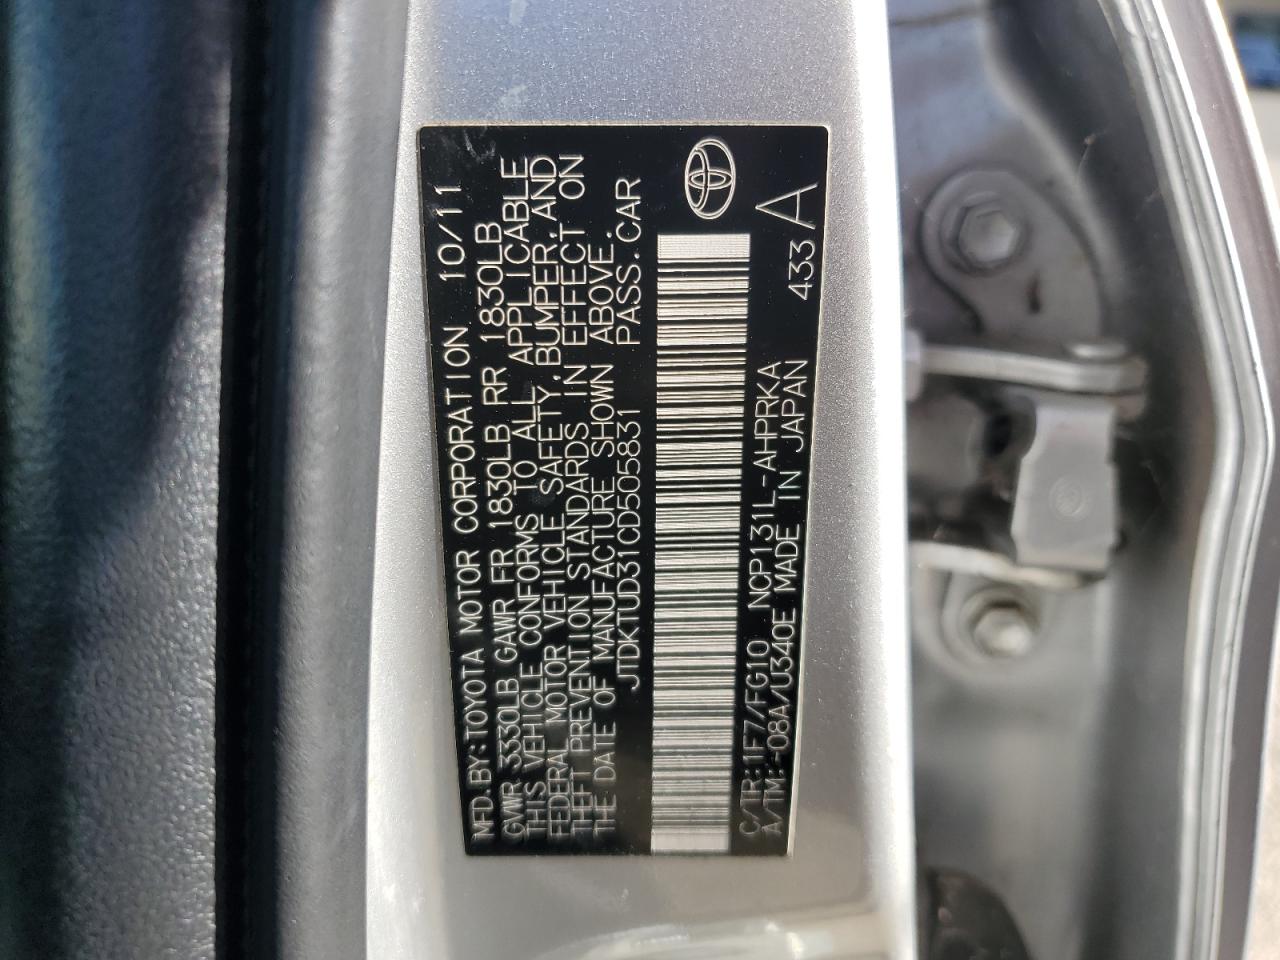 MFD.BY:TOYOTA MOTOR CORPORATION 10/11
GVWR 3330LB GAWR FR 1830LB RR 1830LB
THIS VEHICLE CONFORMS TO ALL APPLICABLE
FEDERAL MOTOR VEHICLE SAFETY,BUMPER,AND
THEFT PREVENTION STANDARDS IN EFFECT ON
THE DATE OF MANUFACTURE SHOWN ABOVE.
JTDKTUD31CD505831 PASS.CAR
C/TR:1F7/FG10 NCP131L-AHPRKA
A/TM:-08A/U340E MADE IN JAPAN 433 A